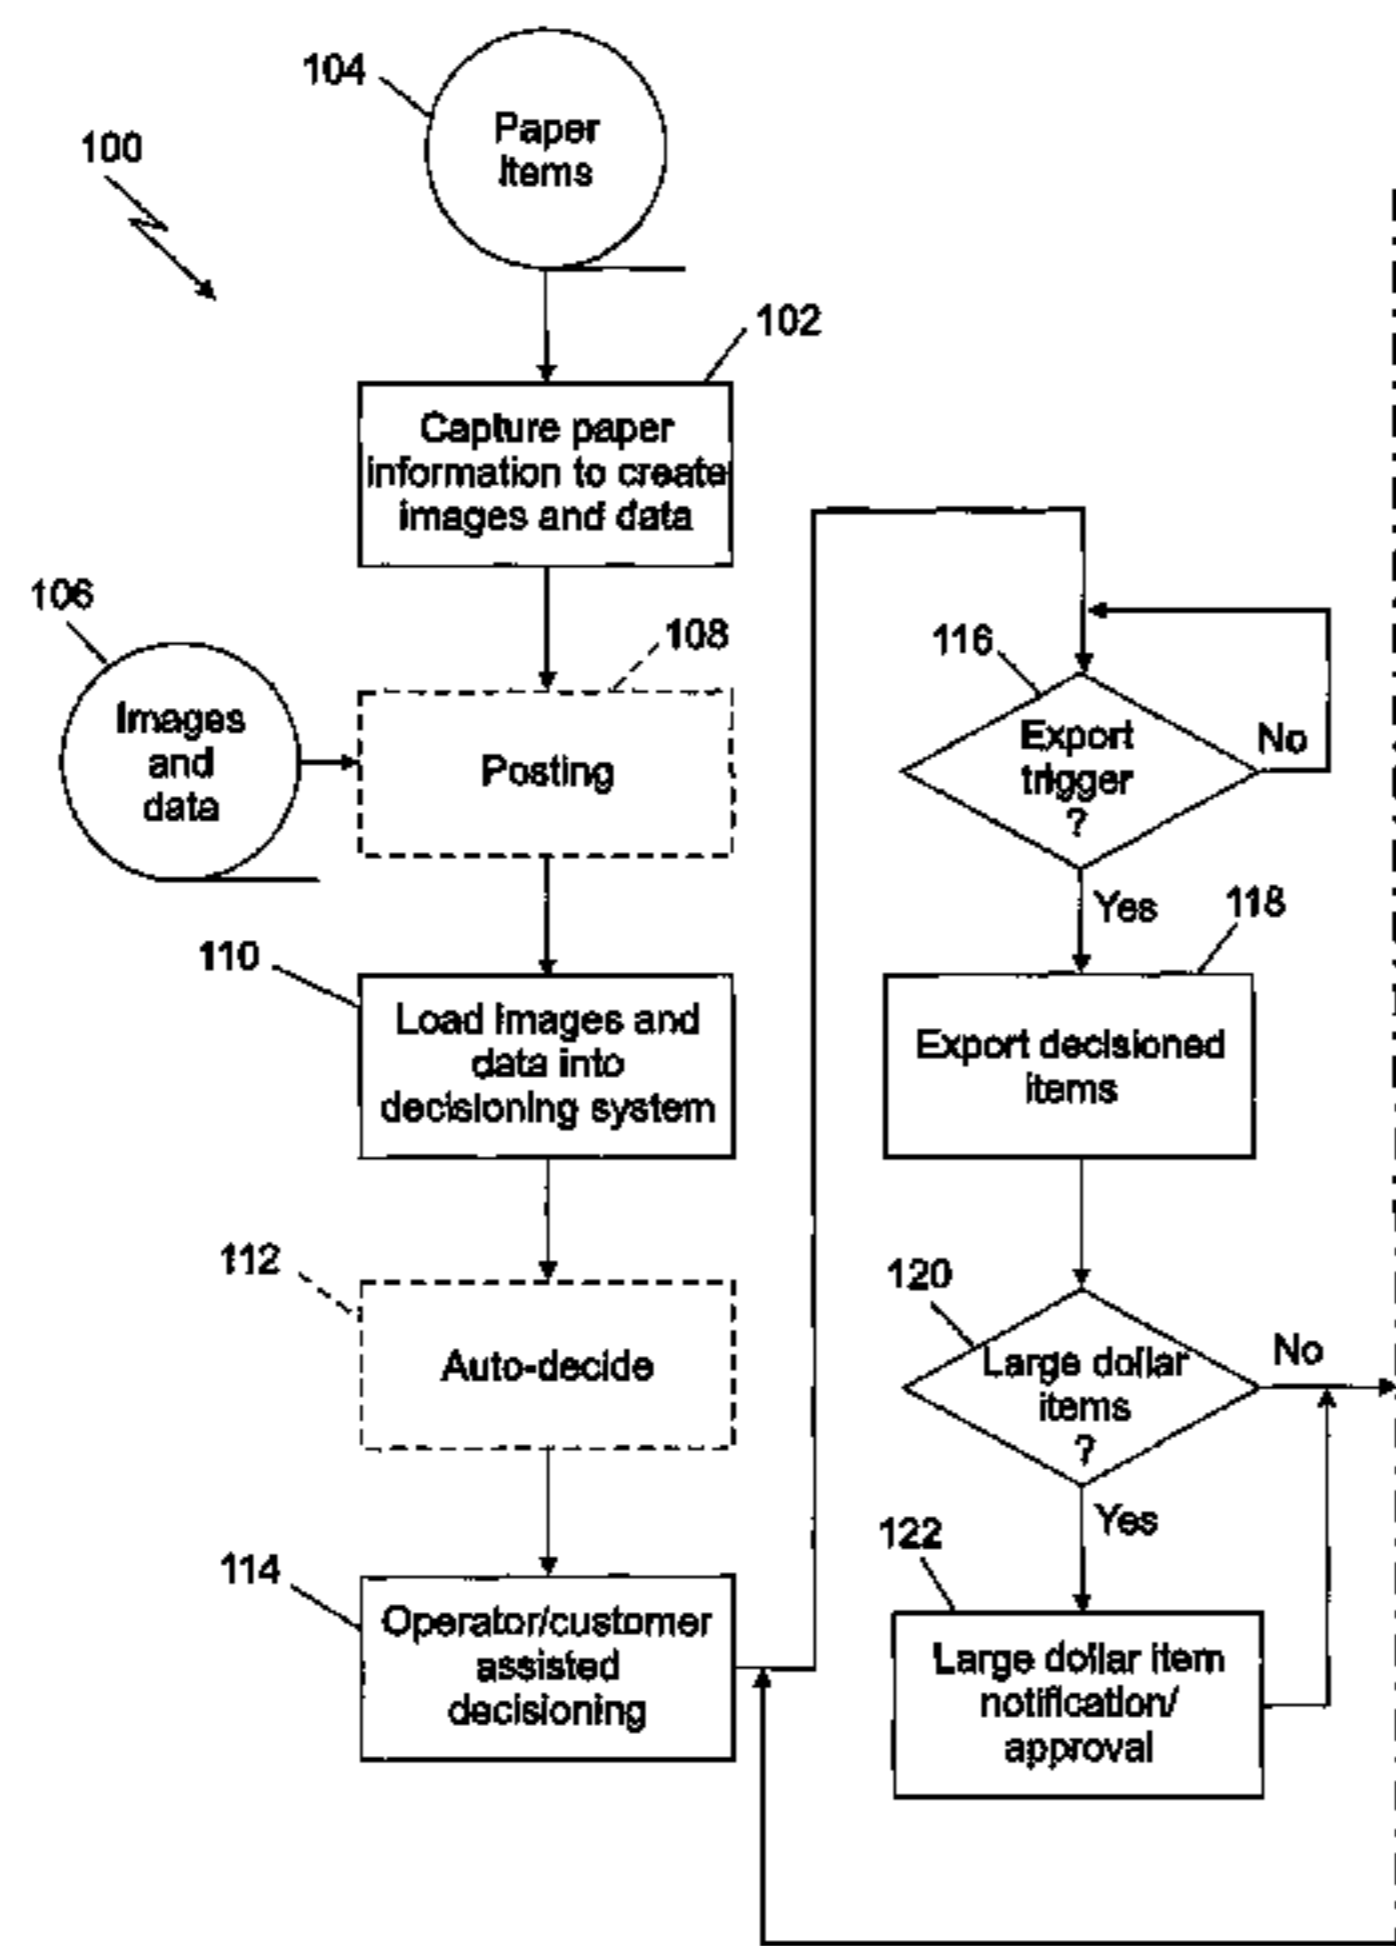 104
Paper
Items
100
102
Capture paper
information to create
images and data
106
Images
and
data
108
Posting
110
Load images and
data into
decisioning system
112
Auto-decide
114
Operator/customer
assisted
decisioning
116
Export
trigger
?
No
Yes
118
Export decisioned
items
120
Large dollar
items
?
No
Yes
122
Large dollar item
notification/
approval